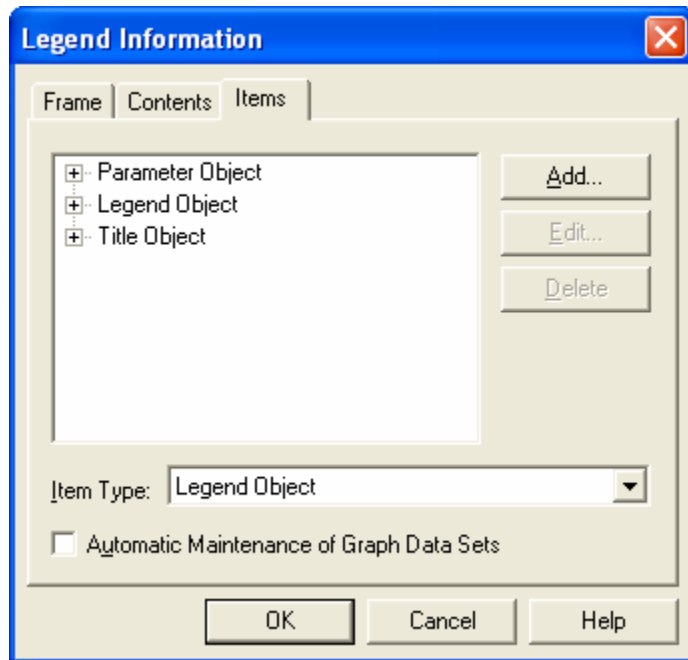 Legend Information
Frame Contents Items
Parameter Object
Legend Object
Title Object
Add...
Edit...
Delete
Item Type: Legend Object
Automatic Maintenance of Graph Data Sets
OK Cancel Help